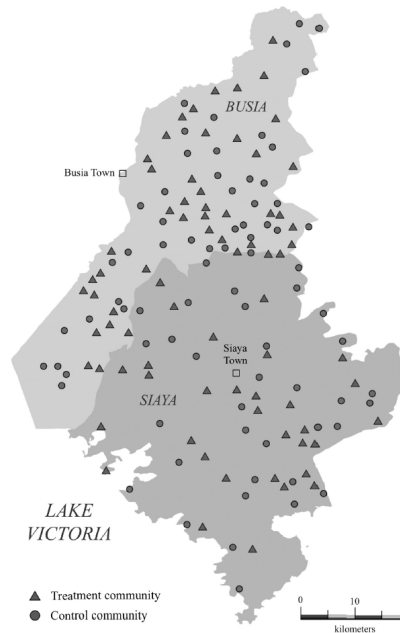 BUSIA
Busia Town
Siaya
Town
SIAYA
LAKE
VICTORIA
Treatment community
Control community
0 10
kilometers